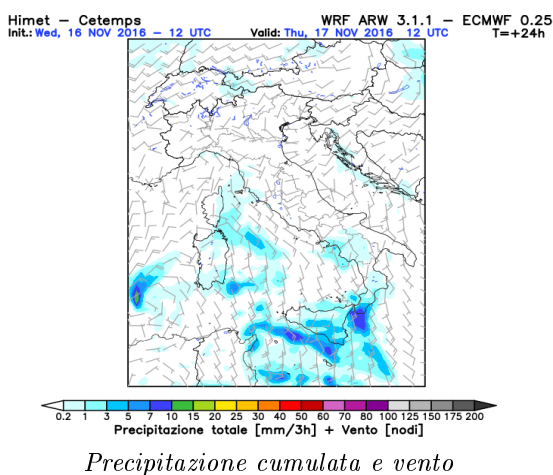 Himet – Cetemps WRF ARW 3.1.1 – ECMWF 0.25
Init.: Wed, 16 NOV 2016 – 12 UTC Valid: Thu, 17 NOV 2016 12 UTC T=+24h
0.2 1 3 5 7 10 15 20 25 30 40 50 60 70 80 100 125 150 175 200
Precipitazione totale [mm/3h] + Vento [nodi]
Precipitazione cumulata e vento